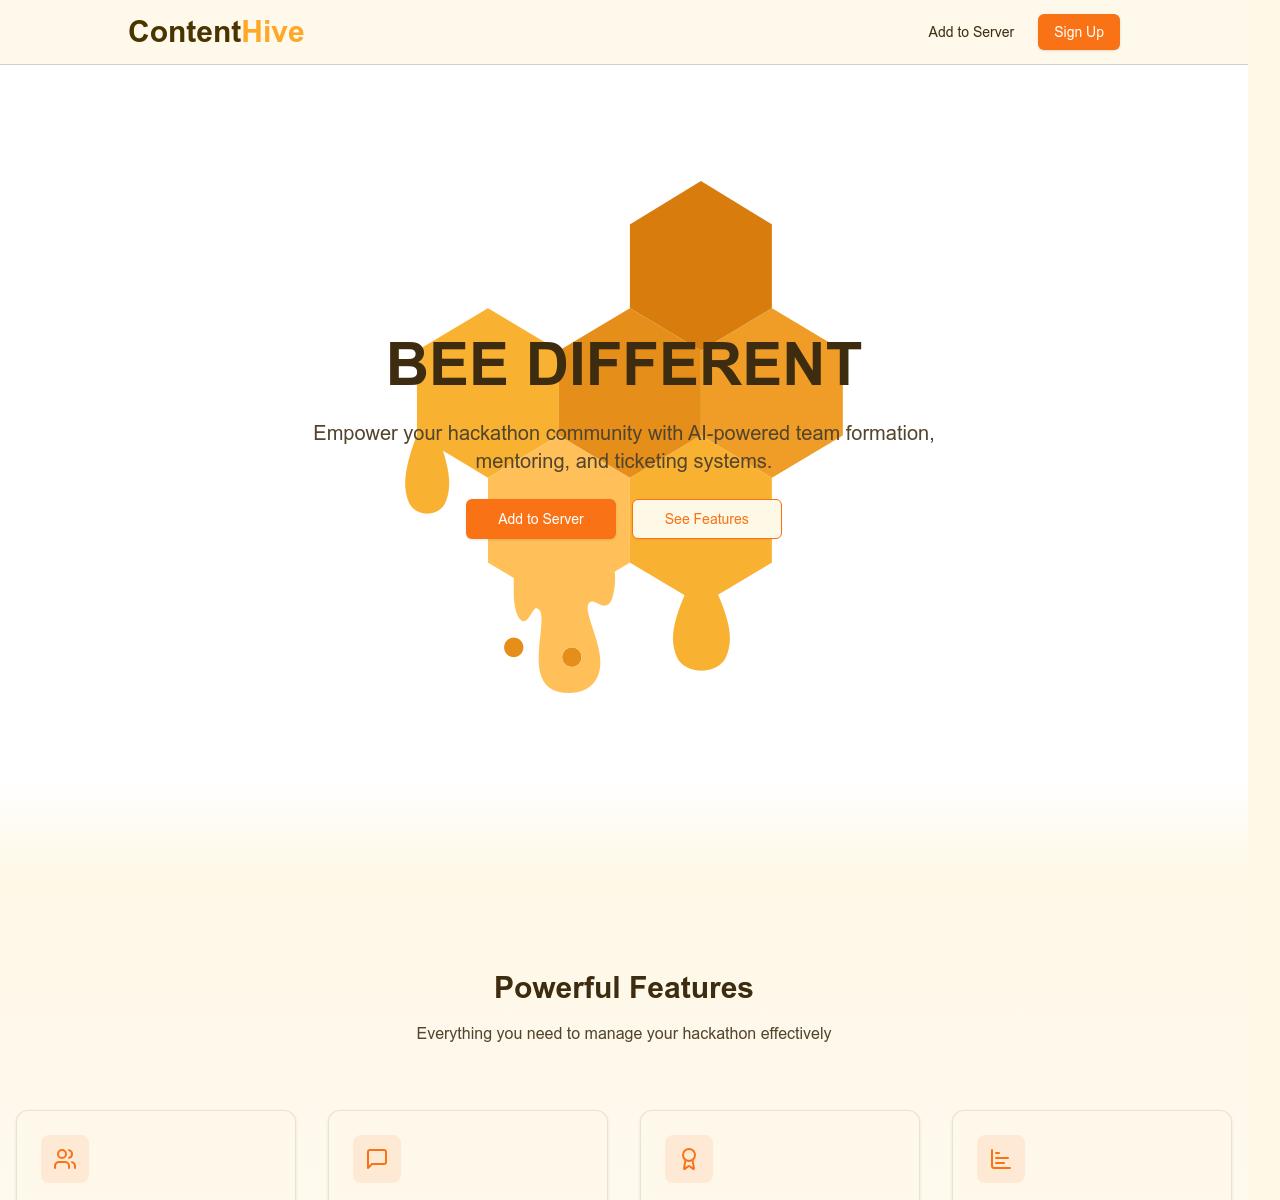 ContentHive
Add to Server
Sign Up
BEE DIFFERENT
Empower your hackathon community with AI-powered team formation,
mentoring, and ticketing systems.
Add to Server
See Features
Powerful Features
Everything you need to manage your hackathon effectively